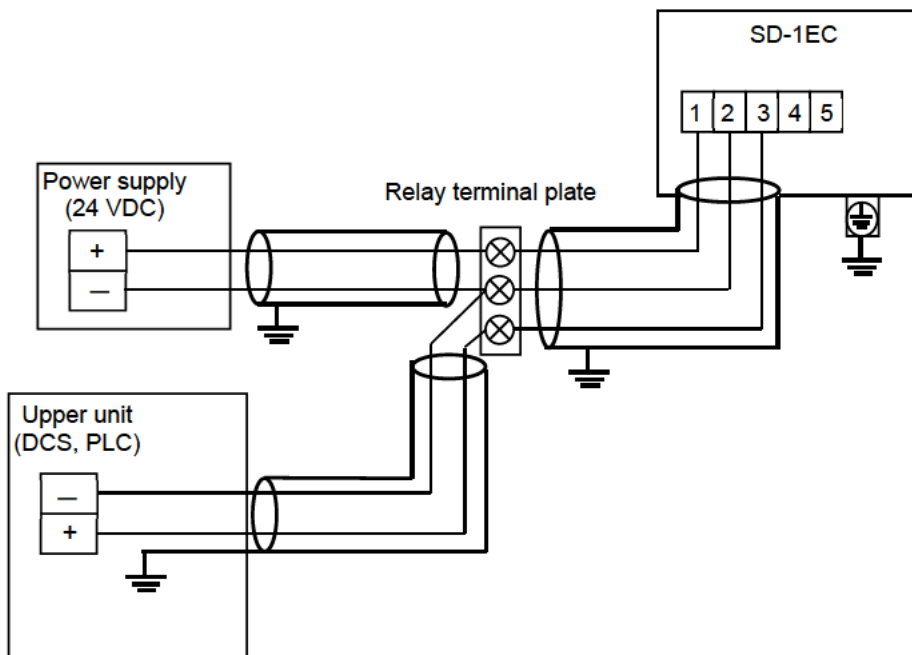 SD-1EC
1 2 3 4 5
Power supply
(24 VDC)
+
—
Relay terminal plate
Upper unit
(DCS, PLC)
—
+